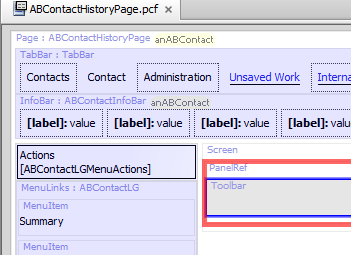 ABContactHistoryPage.pcf
Page : ABContactHistoryPage anABContact
TabBar : TabBar
Contacts Contact Administration Unsaved Work Interna
InfoBar : ABContactInfoBar anABContact
[label]: value [label]: value [label]: value [label]: va
Actions
[ABContactLGMenuActions]
MenuLinks : ABContactLG
MenuItem
Summary
MenuItem
Screen
PanelRef
Toolbar